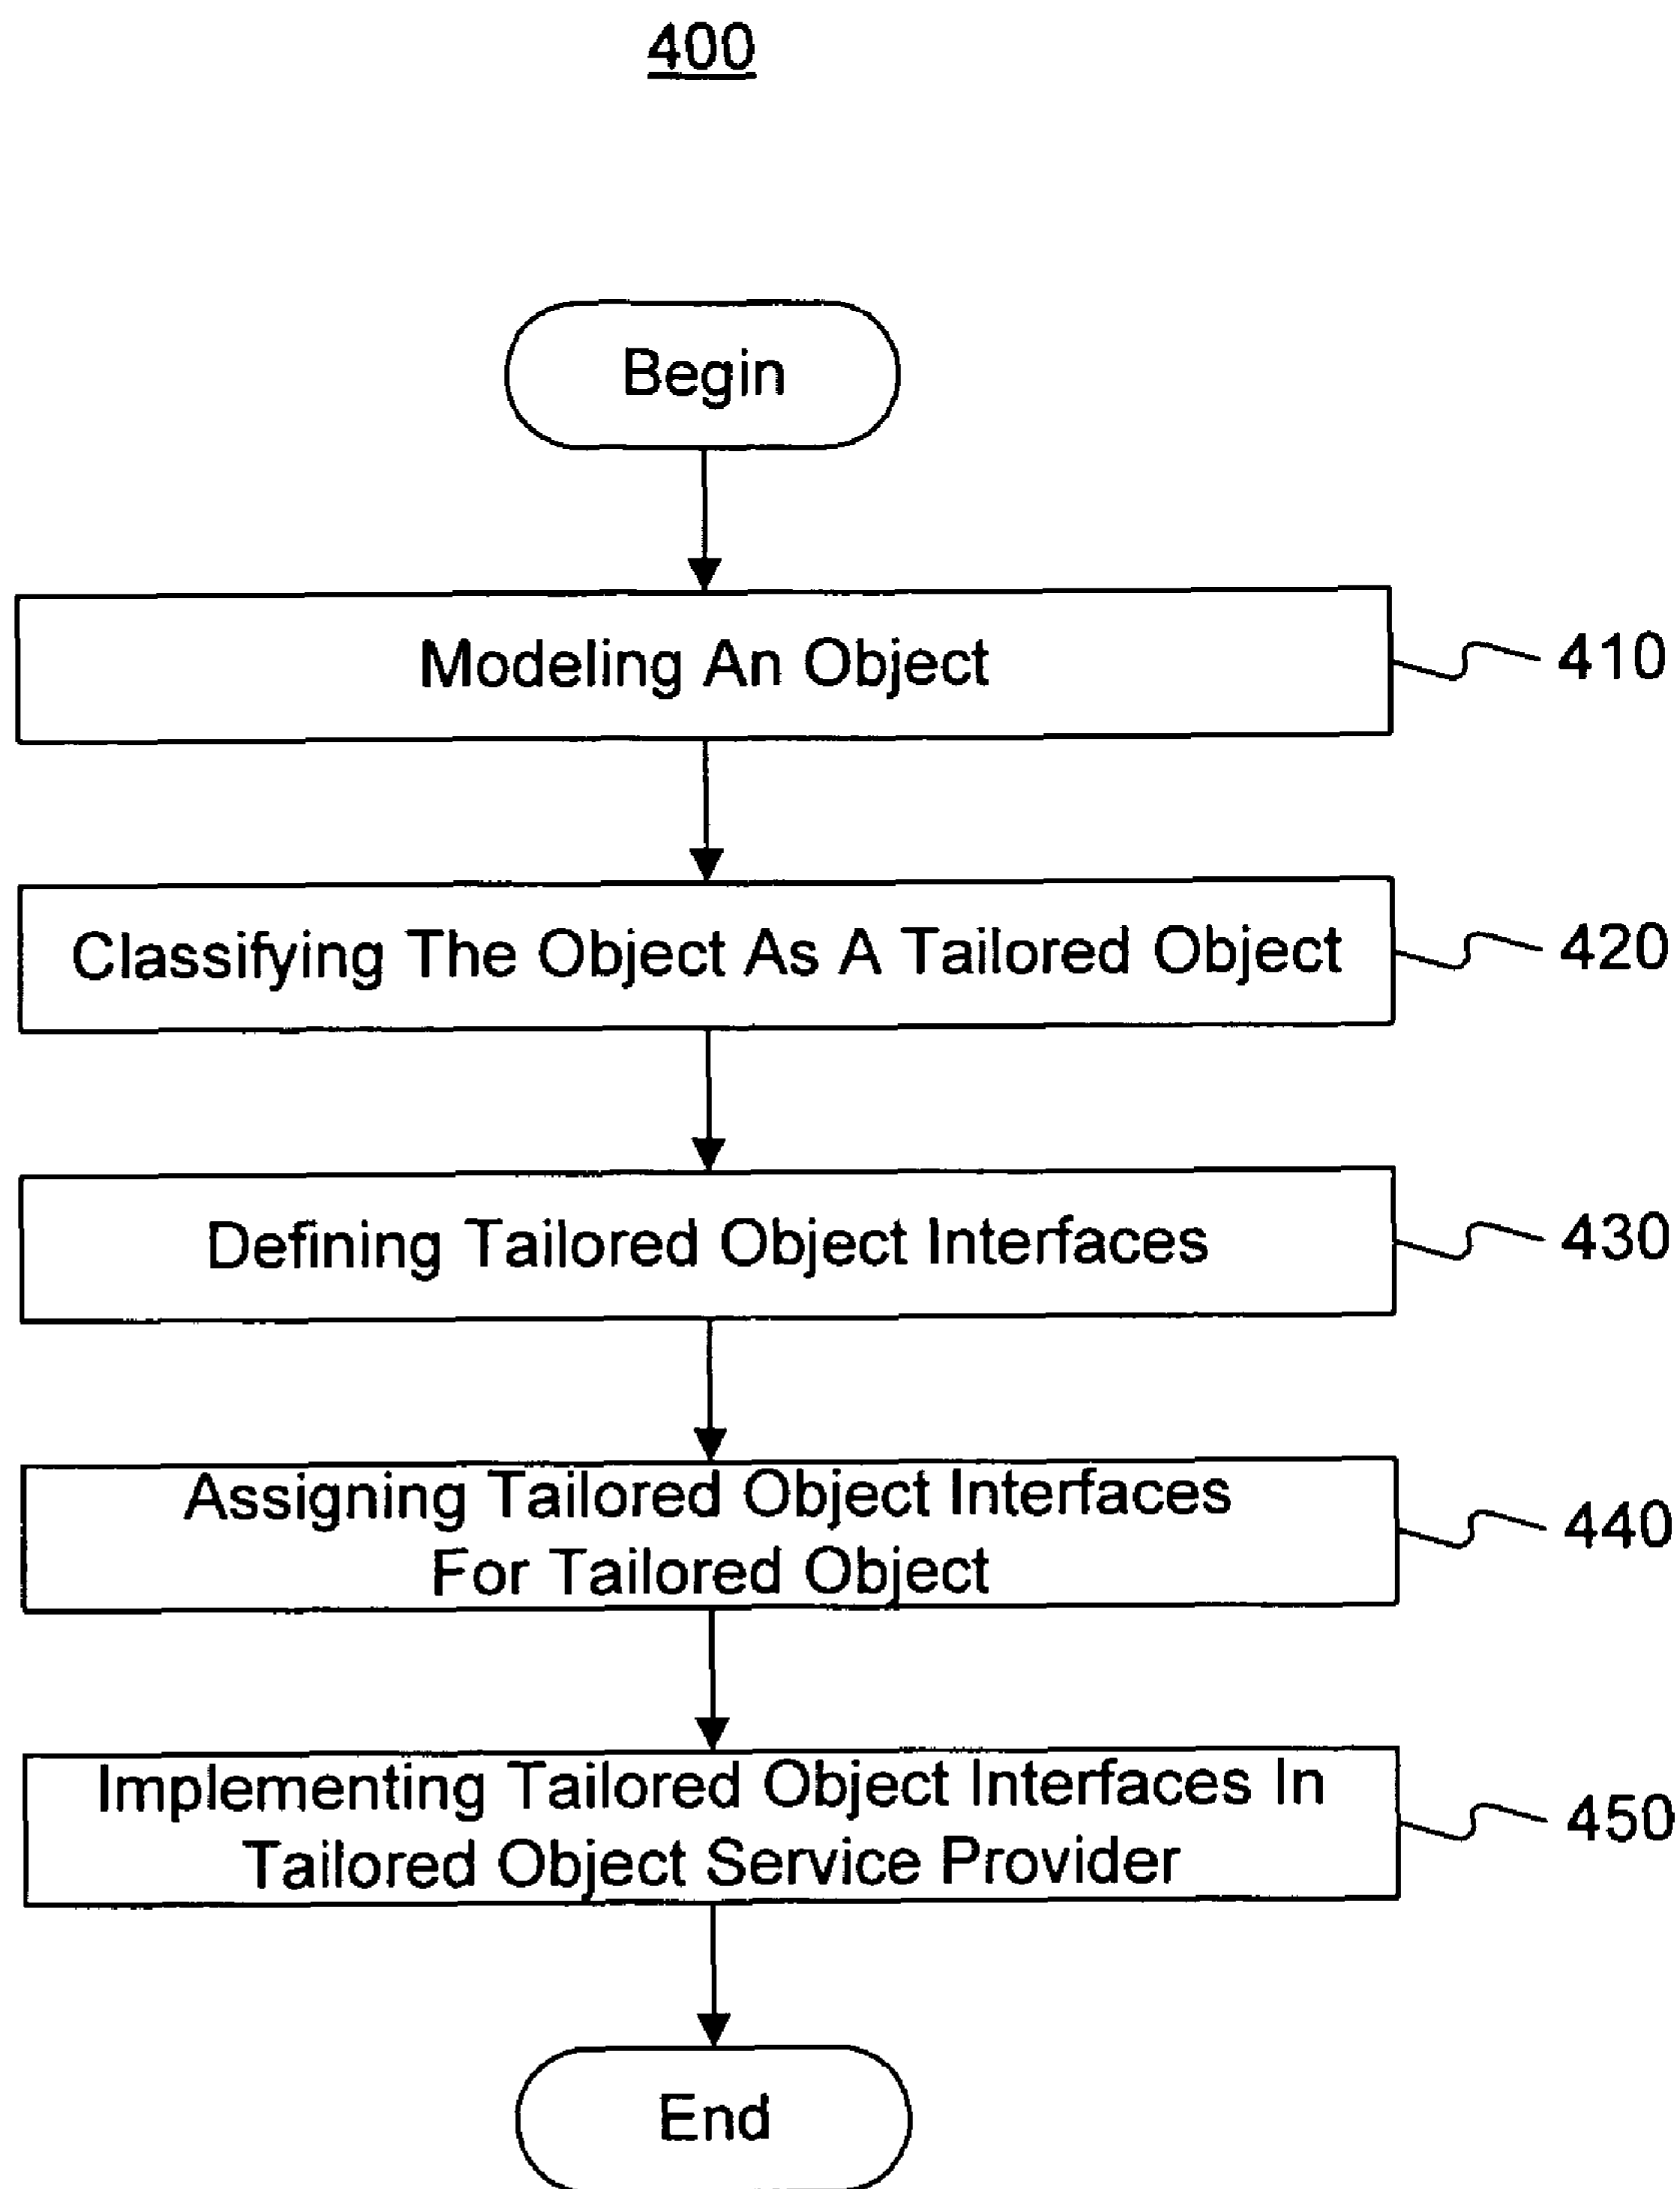 400
Begin
Modeling An Object
410
Classifying The Object As A Tailored Object
420
Defining Tailored Object Interfaces
430
Assigning Tailored Object Interfaces
For Tailored Object
440
Implementing Tailored Object Interfaces In
Tailored Object Service Provider
450
End